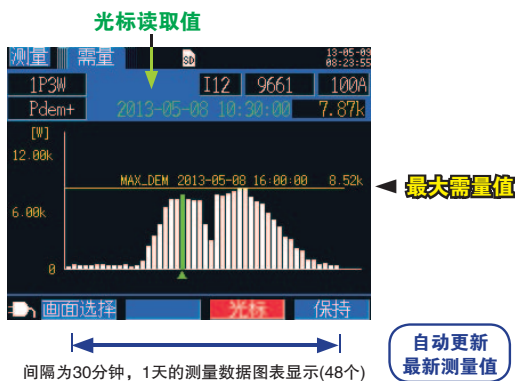 光标读取值
测量 需量 SD 13-05-09
08:23:55
1P3W I12 9661 100A
Pdem+ 2013-05-08 10:30:00 7.87k
[W]
12.00k
MAX_DEM 2013-05-08 16:00:00 8.52k
最大需量值
6.00k
0
画面选择 光标 保持
自动更新
最新测量值
间隔为30分钟，1天的测量数据图表显示(48个)